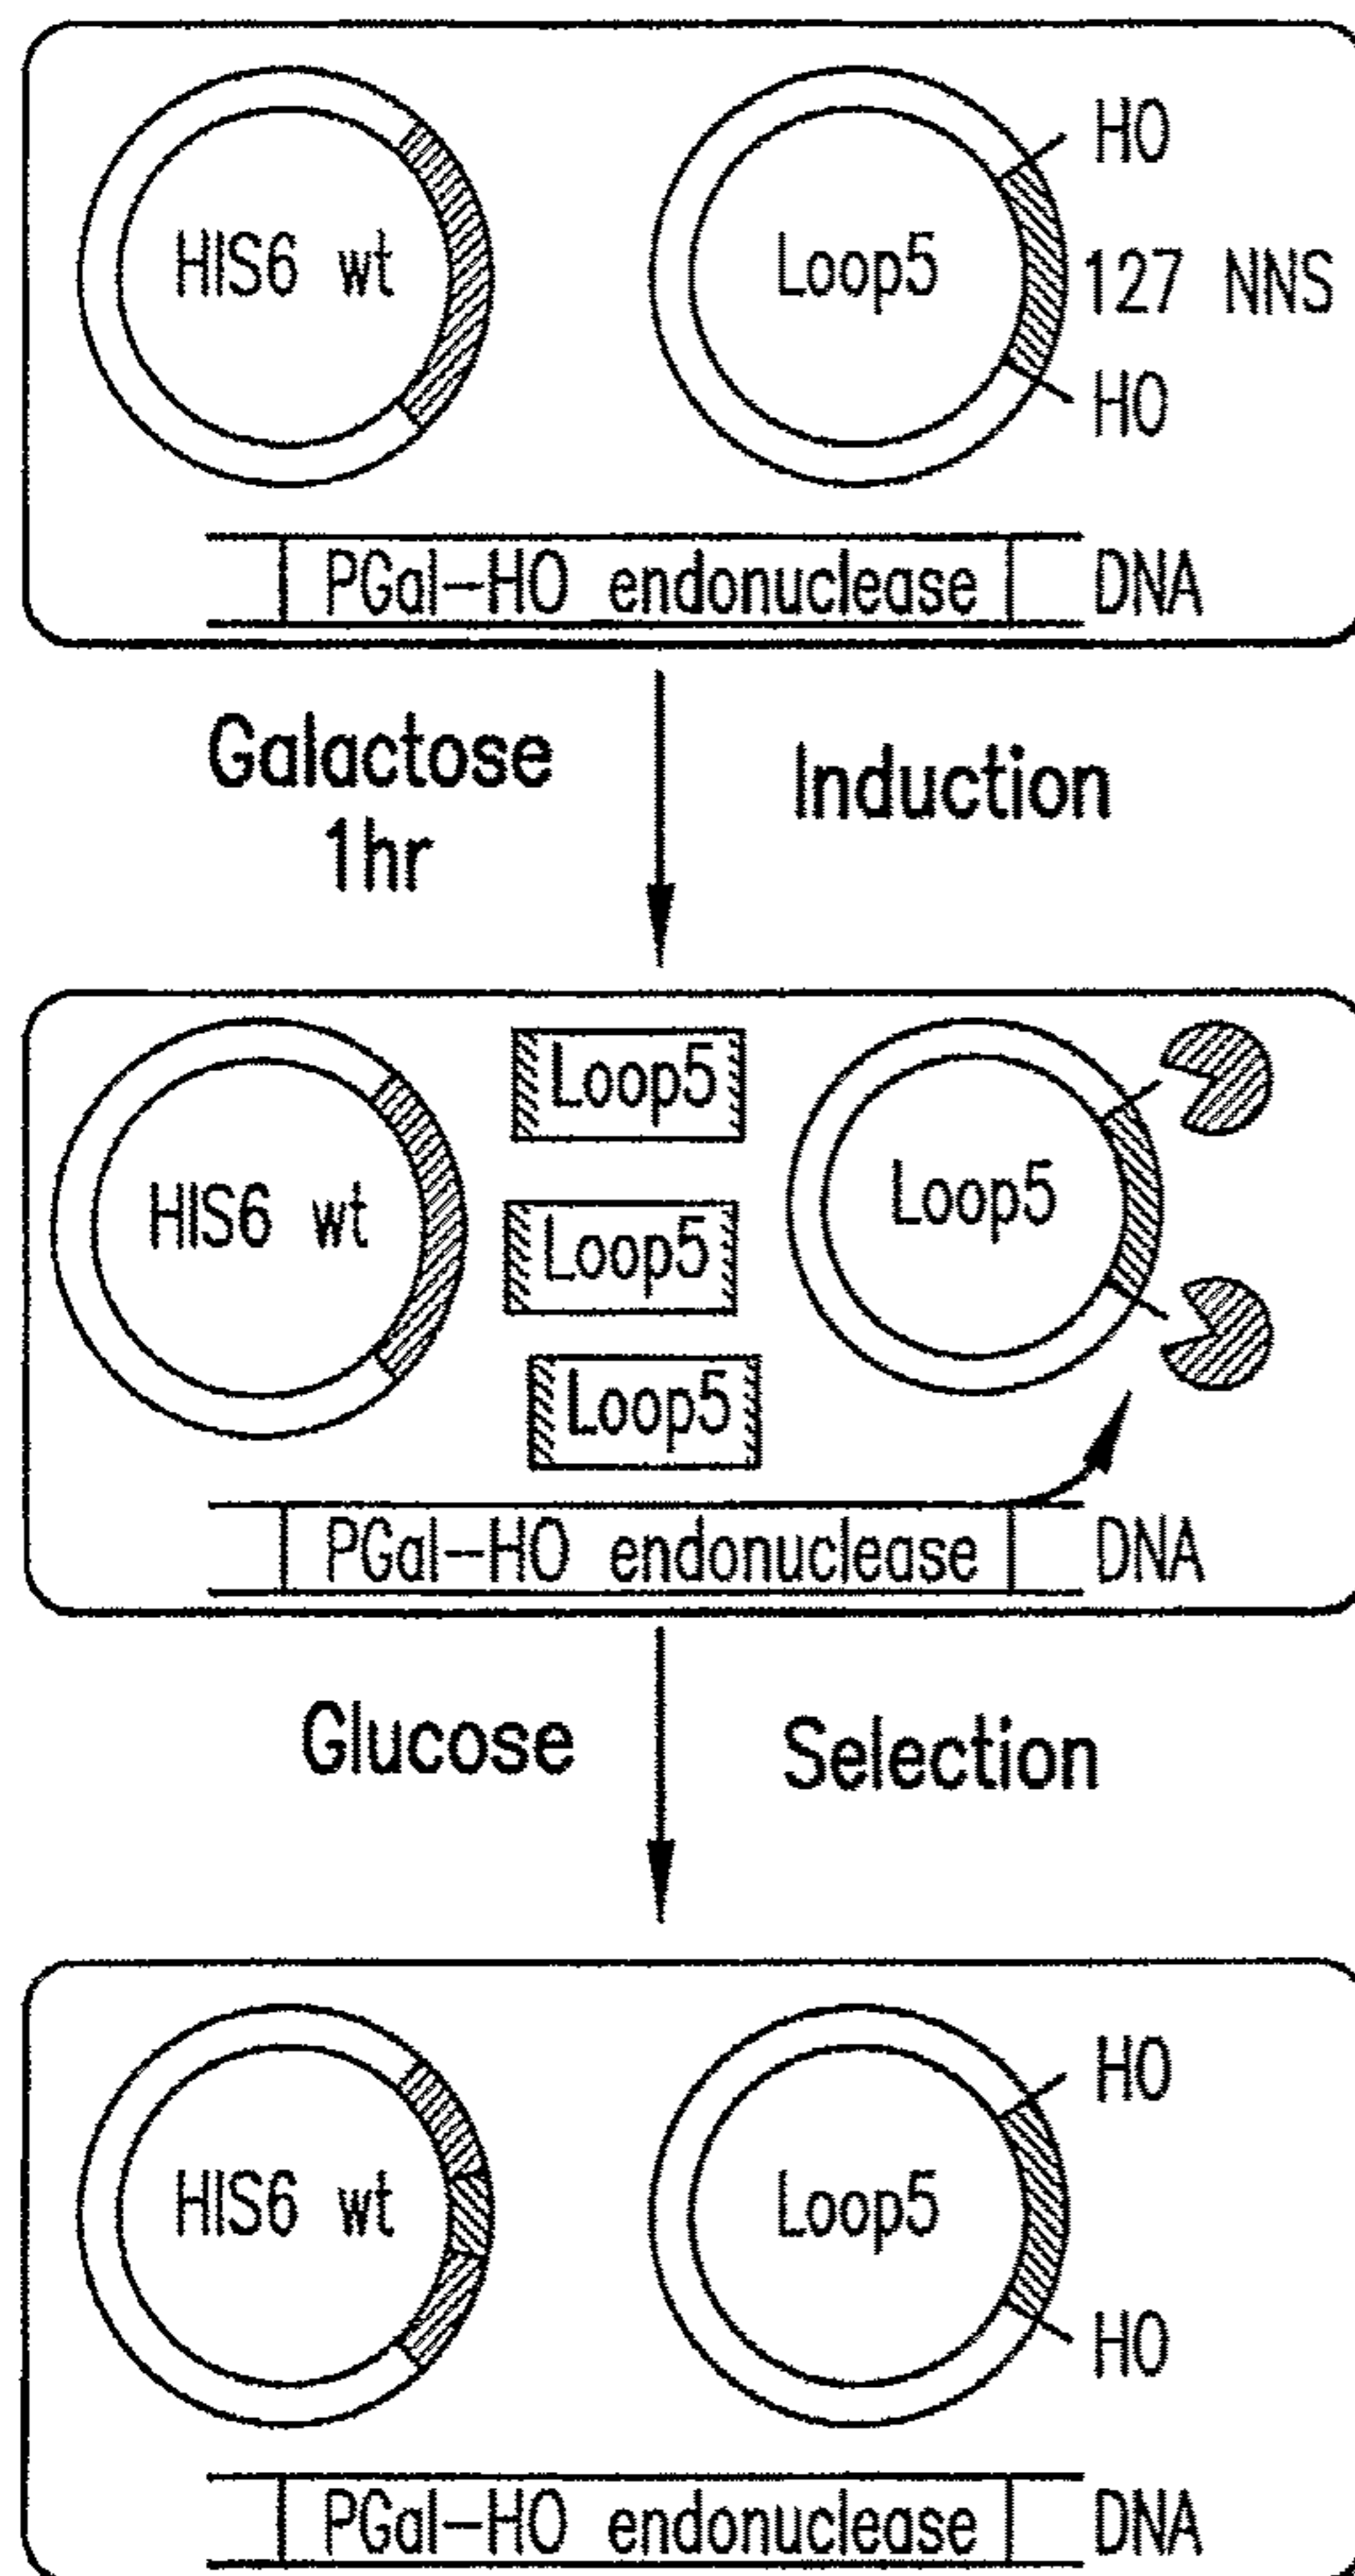 HIS6 wt
Loop5
HO
127 NNS
HO
PGal-HO endonuclease
DNA
Galactose
1hr
Induction
Loop5
HIS6 wt
Loop5
Loop5
Loop5
PGal-HO endonuclease
DNA
Glucose
Selection
HIS6 wt
Loop5
HO
HO
PGal-HO endonuclease
DNA